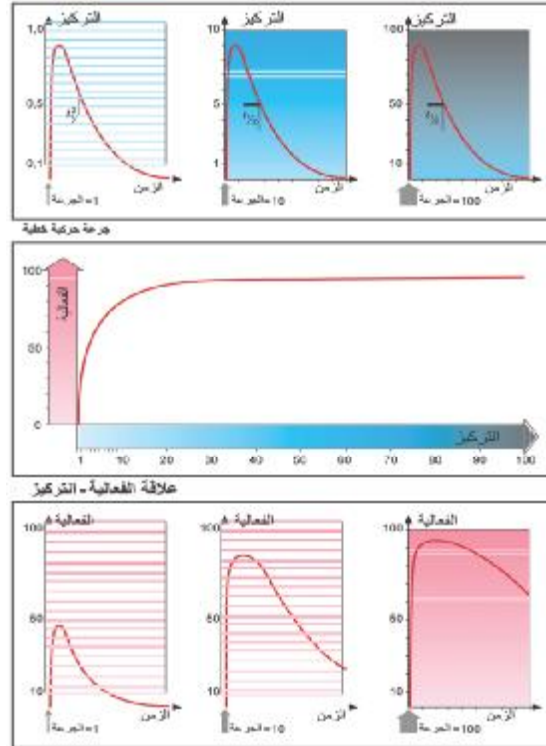 التركيز
التركيز
التركيز
1,0
0,5
0,1
10
5
1
100
50
10
الزمن
الزمن
الزمن
الجرعة = 1
الجرعة = 10
الجرعة = 100
جرعة حركية خطية
الفعالية
100
50
0
التركيز
1 10 20 30 40 50 60 70 80 90 100
علاقة الفعالية - التركيز
الفعالية
الفعالية
الفعالية
100
50
10
100
50
10
100
50
10
الزمن
الزمن
الزمن
الجرعة = 1
الجرعة = 10
الجرعة = 100